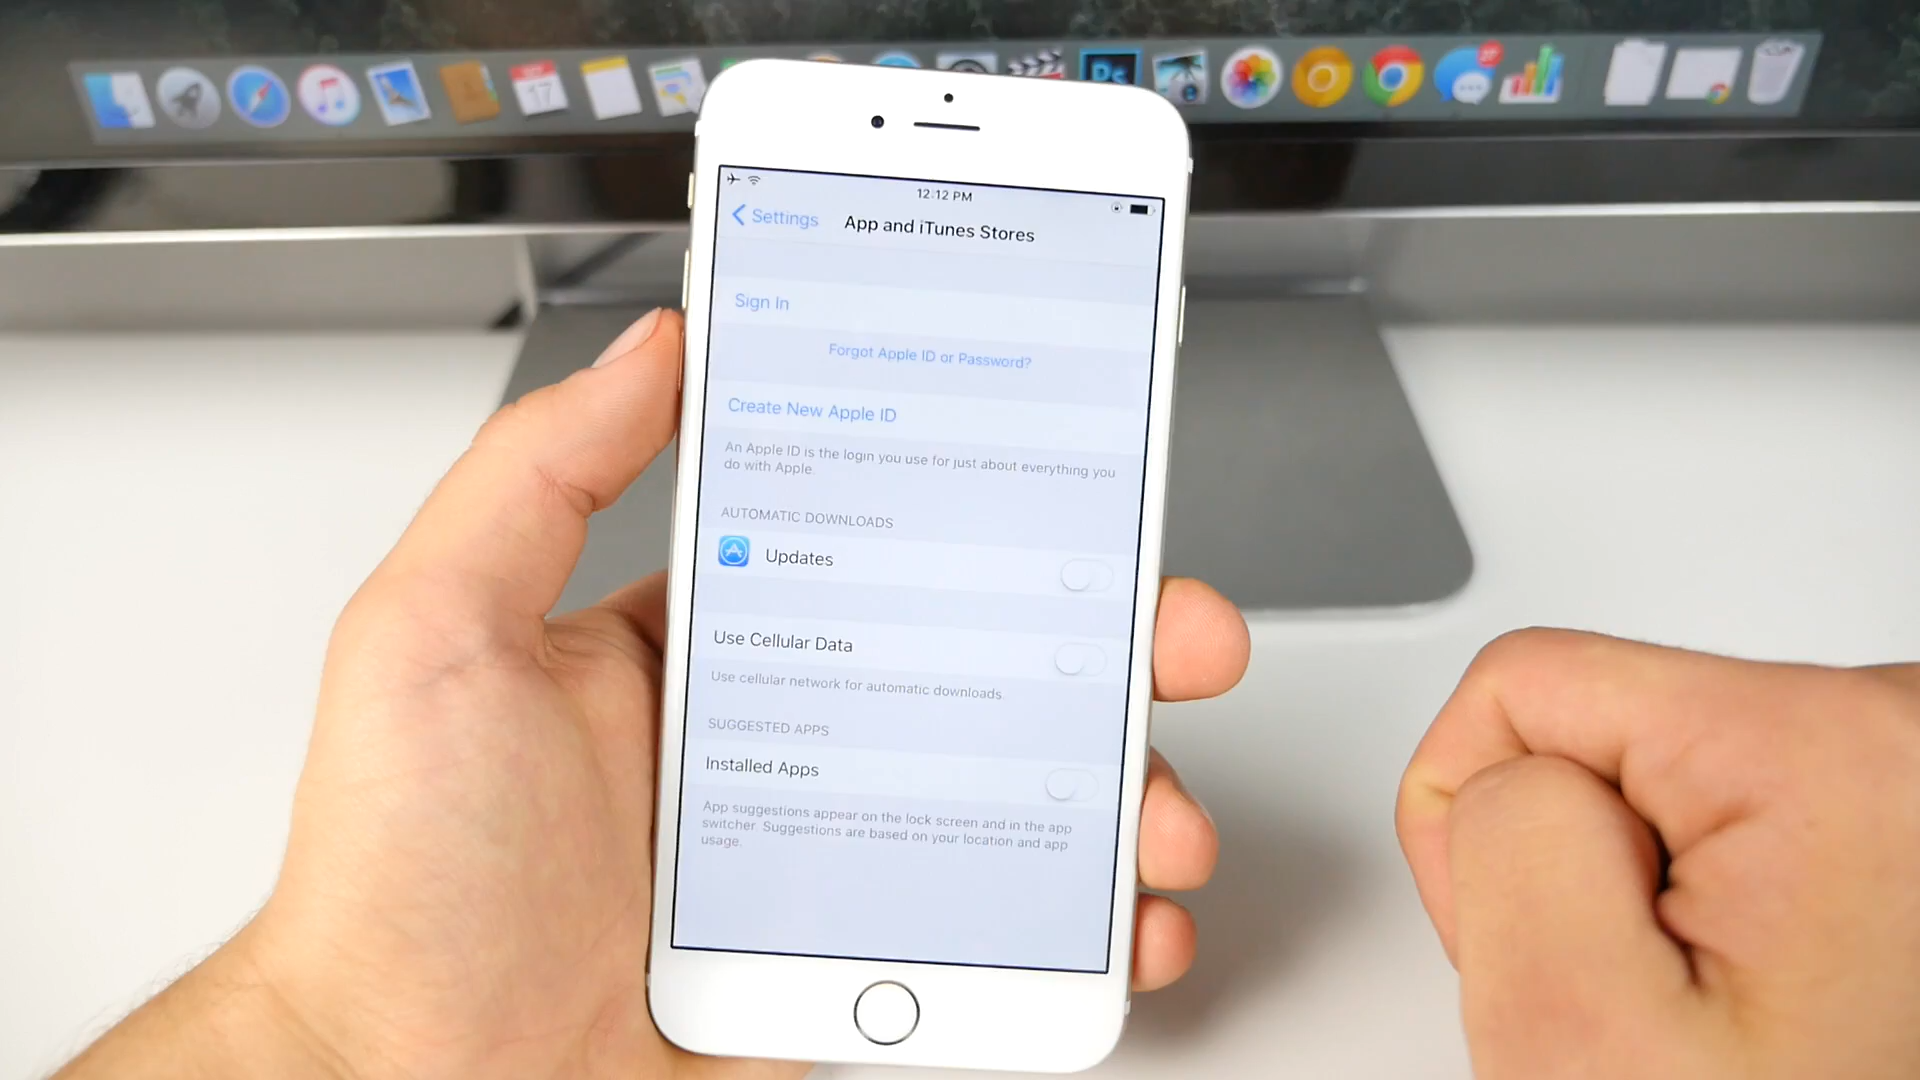 17
Ps
27
12:12 PM
Settings
App and iTunes Stores
Sign In
Forgot Apple ID or Password?
Create New Apple ID
An Apple ID is the login you use for just about everything you
do with Apple.
AUTOMATIC DOWNLOADS
Updates
Use Cellular Data
Use cellular network for automatic downloads.
SUGGESTED APPS
Installed Apps
App suggestions appear on the lock screen and in the app
switcher. Suggestions are based on your location and app
usage.